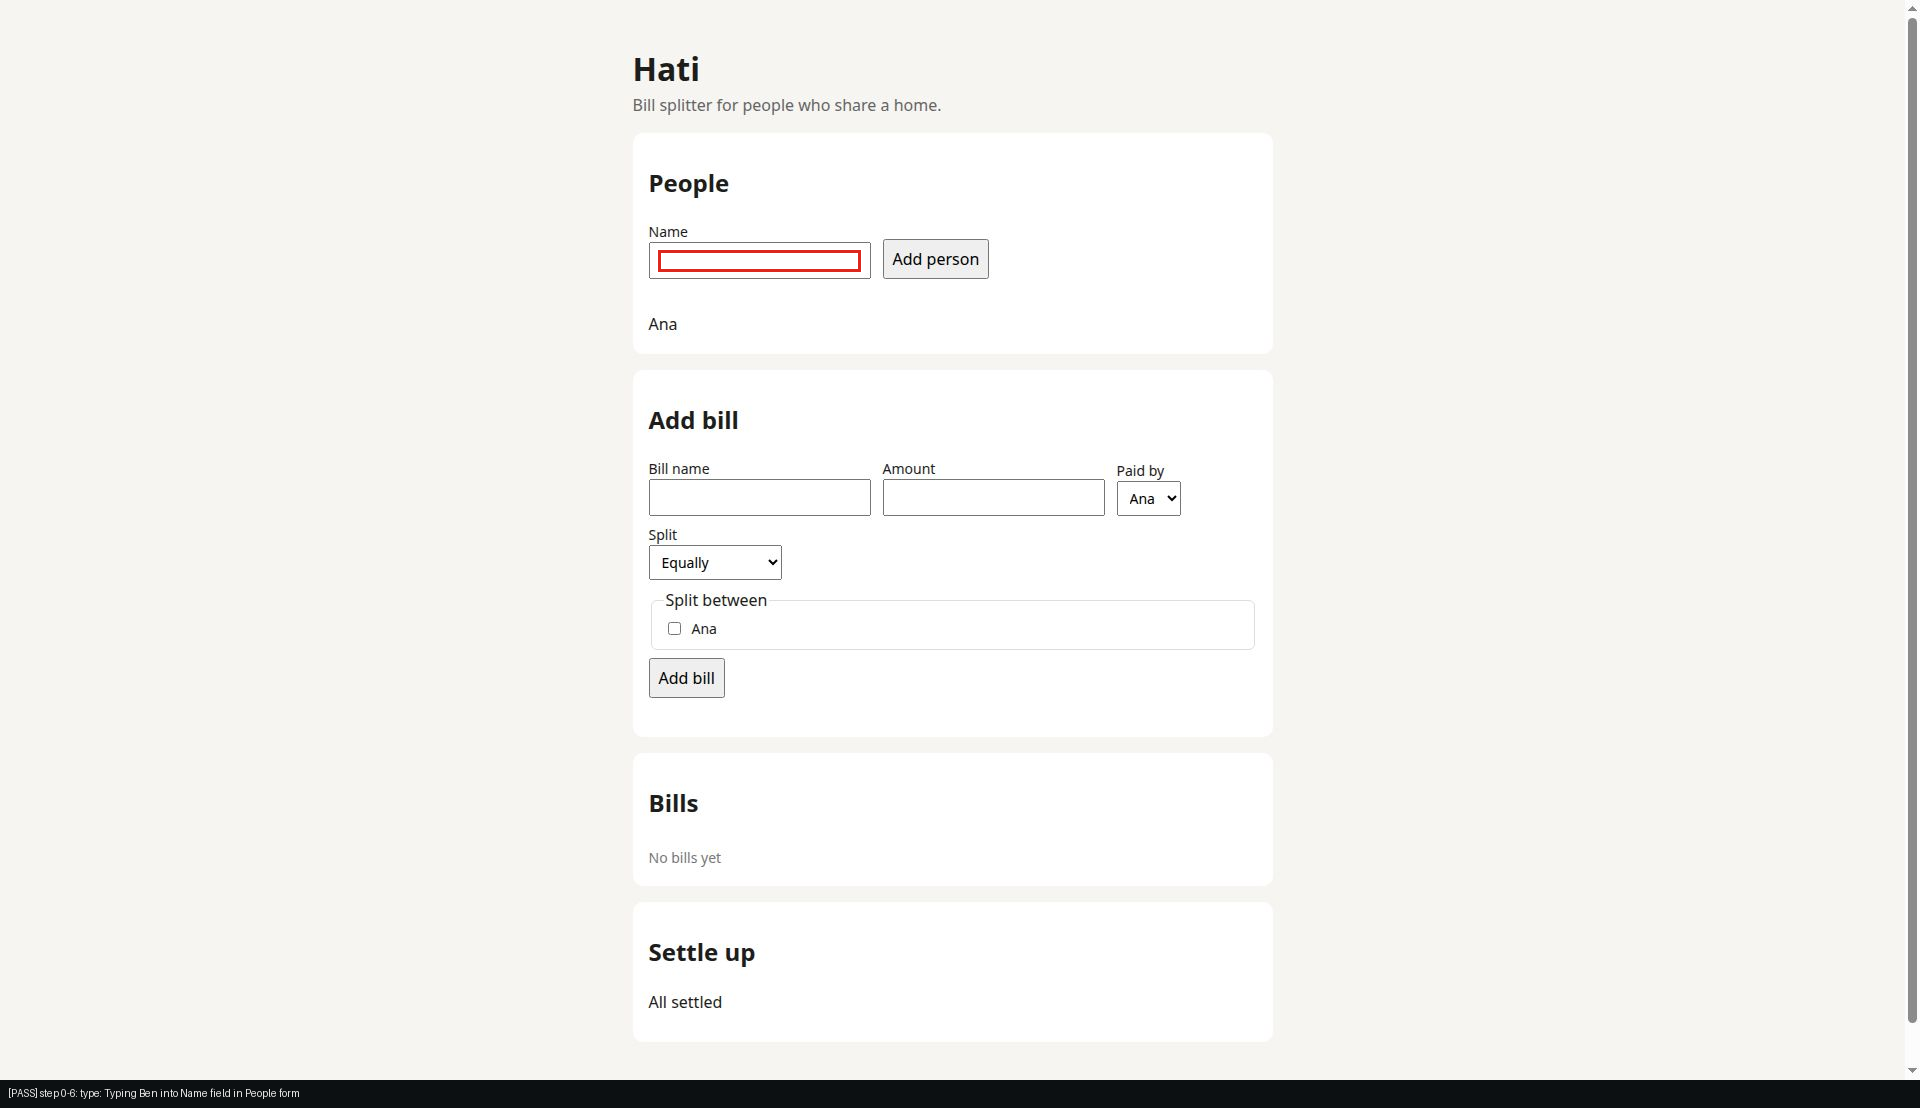 Hati
Bill splitter for people who share a home.
People
Name
Add person
Ana
Add bill
Bill name
Amount
Paid by
Ana
Split
Equally
Split between
Ana
Add bill
Bills
No bills yet
Settle up
All settled
[PASS] step 0-6: type: Typing Ben into Name field in People form